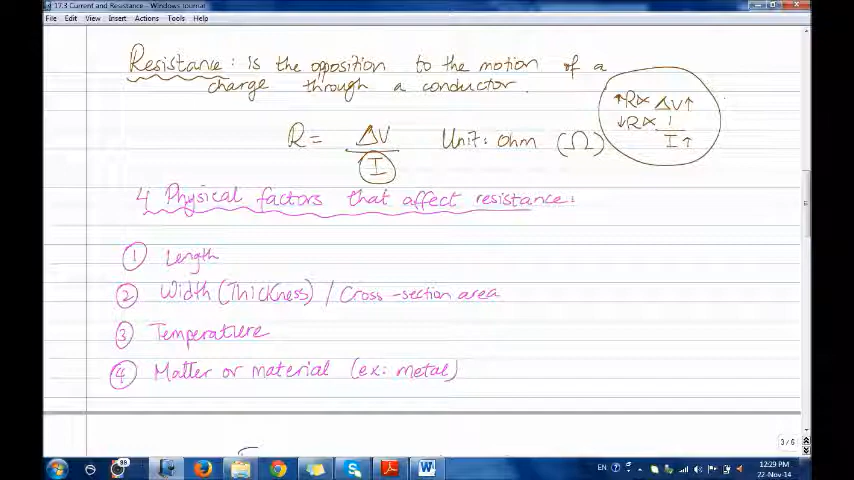 17.3 Current and Resistance - Windows Journal
File Edit View Insert Actions Tools Help
Resistance: is the opposition to the motion of a
charge through a conductor.
↑R ∝ ΔV↑
↓R ∝ 1
I↑
R = ΔV
I
Unit: ohm (Ω)
4 Physical factors that affect resistance:
① Length
② Width (Thickness) / Cross-section area
③ Temperature
④ Matter or material (ex: metal)
3/6
EN
12:29 PM
22-Nov-14